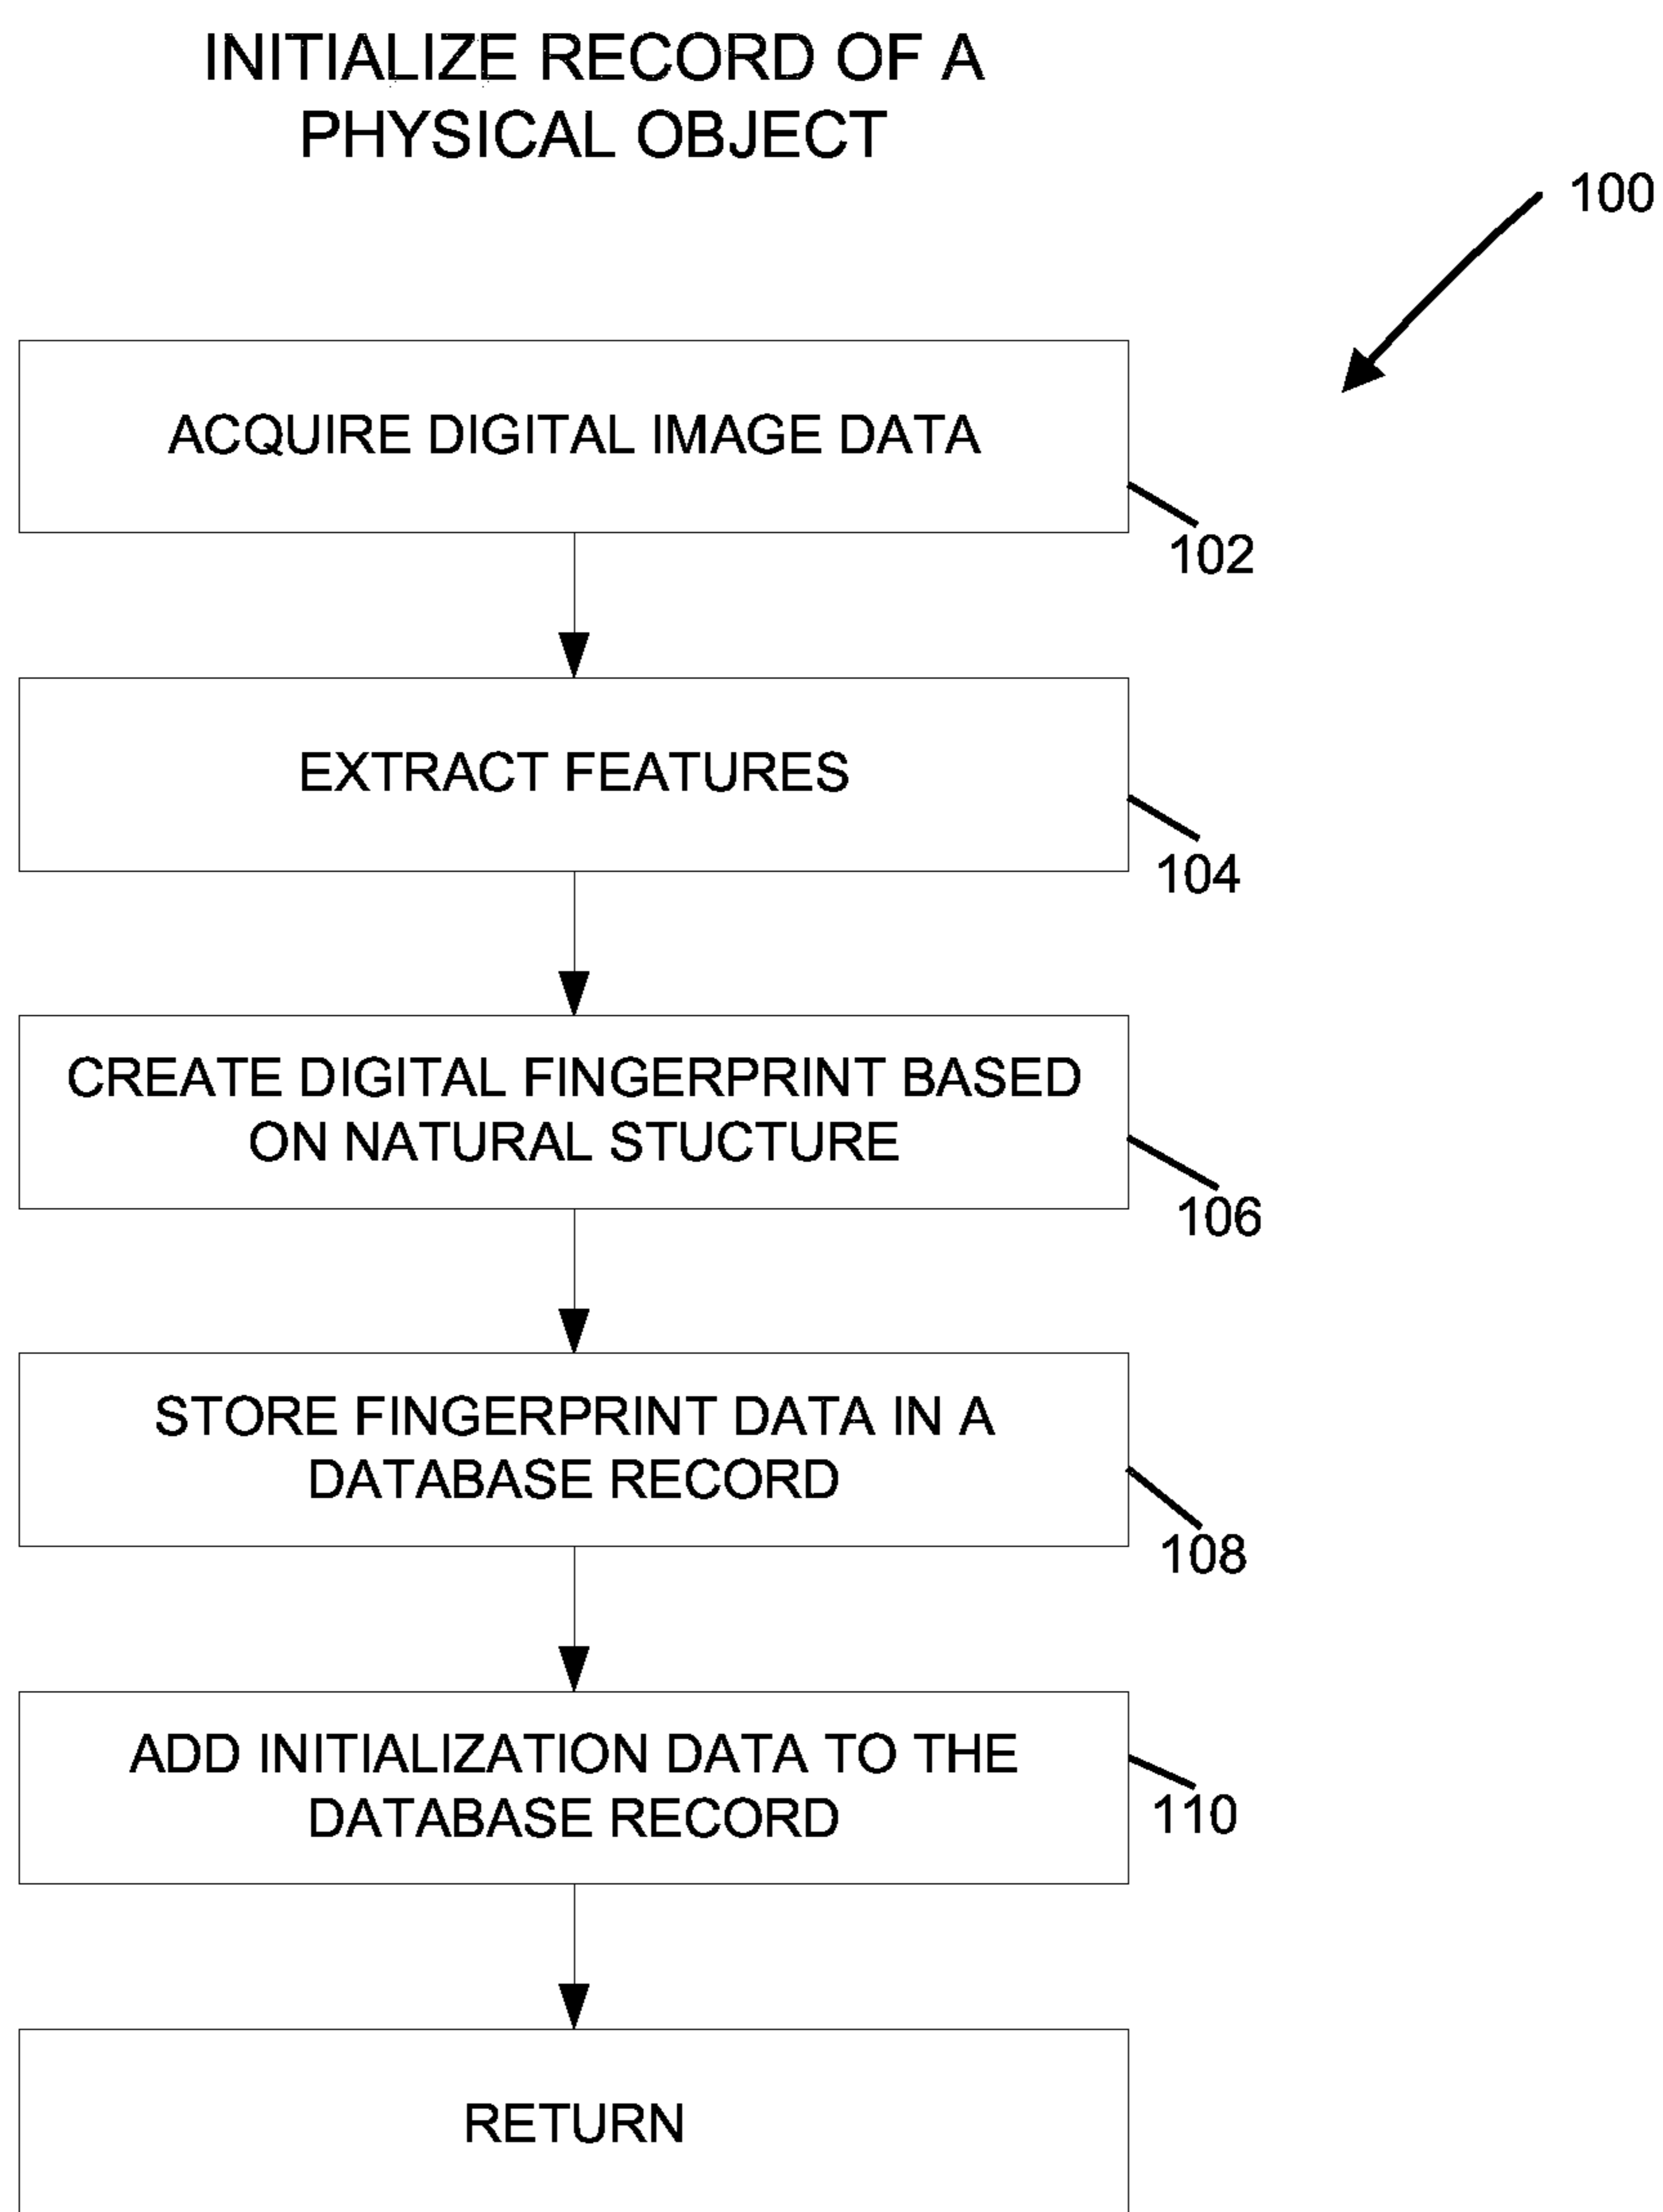 INITIALIZE RECORD OF A
PHYSICAL OBJECT
100
ACQUIRE DIGITAL IMAGE DATA
102
EXTRACT FEATURES
104
CREATE DIGITAL FINGERPRINT BASED
ON NATURAL STUCTURE
106
STORE FINGERPRINT DATA IN A
DATABASE RECORD
108
ADD INITIALIZATION DATA TO THE
DATABASE RECORD
110
RETURN